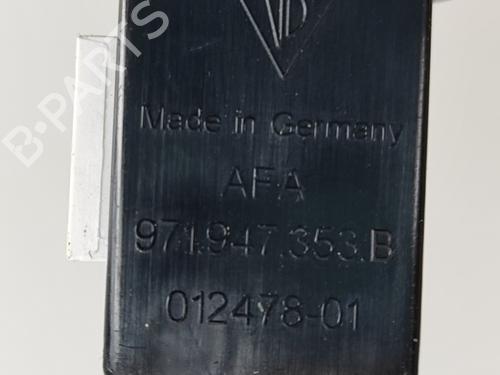 Made in Germany
AFA
971.947.353.B
012478-01
B-PARTS